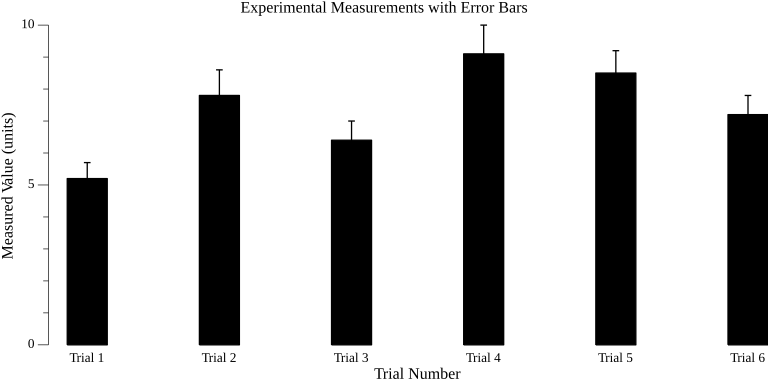 Experimental Measurements with Error Bars
10
5
0
Measured Value (units)
Trial 1
Trial 2
Trial 3
Trial 4
Trial 5
Trial 6
Trial Number